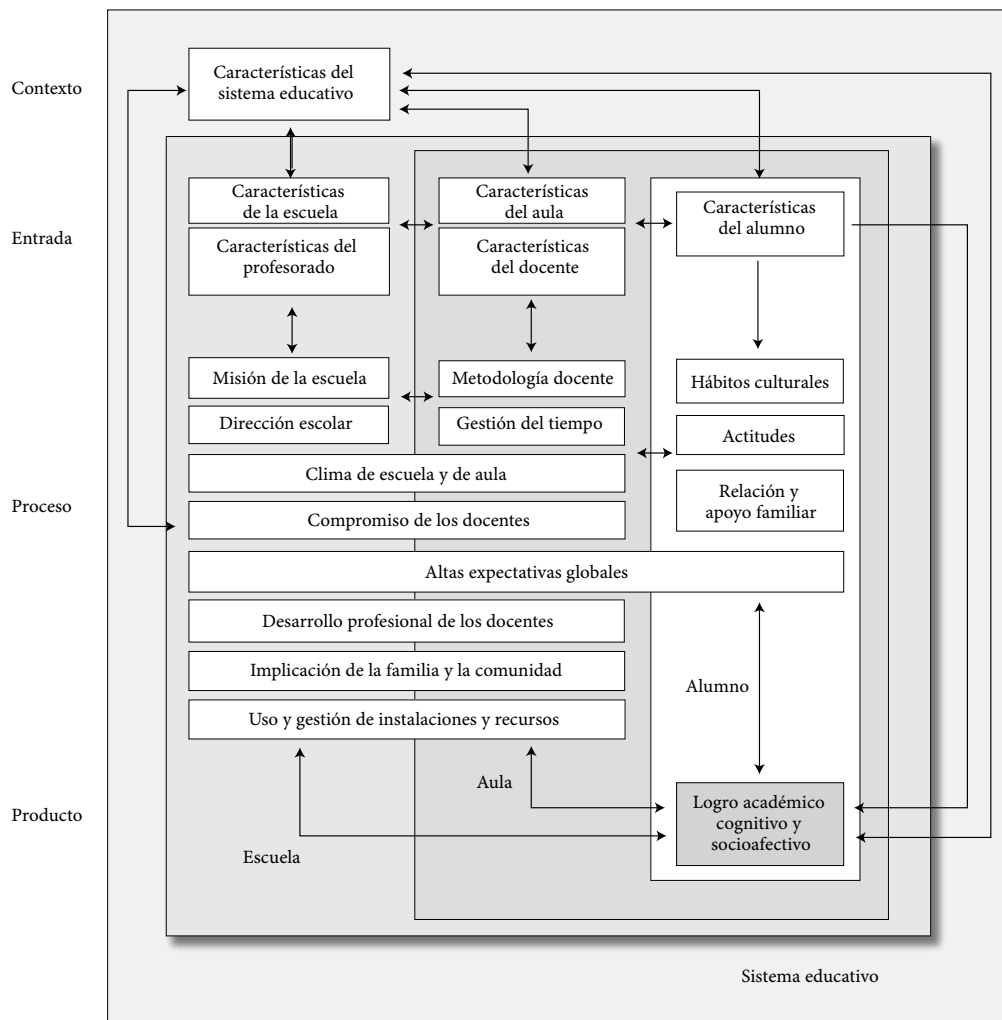 Contexto
Características del
sistema educativo
Entrada
Características
de la escuela
Características
del aula
Características
del alumno
Características del
profesorado
Características
del docente
Misión de la escuela
Metodología docente
Hábitos culturales
Dirección escolar
Gestión del tiempo
Actitudes
Proceso
Clima de escuela y de aula
Relación y
apoyo familiar
Compromiso de los docentes
Altas expectativas globales
Desarrollo profesional de los docentes
Implicación de la familia y la comunidad
Alumno
Uso y gestión de instalaciones y recursos
Producto
Aula
Logro académico
cognitivo y
socioafectivo
Escuela
Sistema educativo